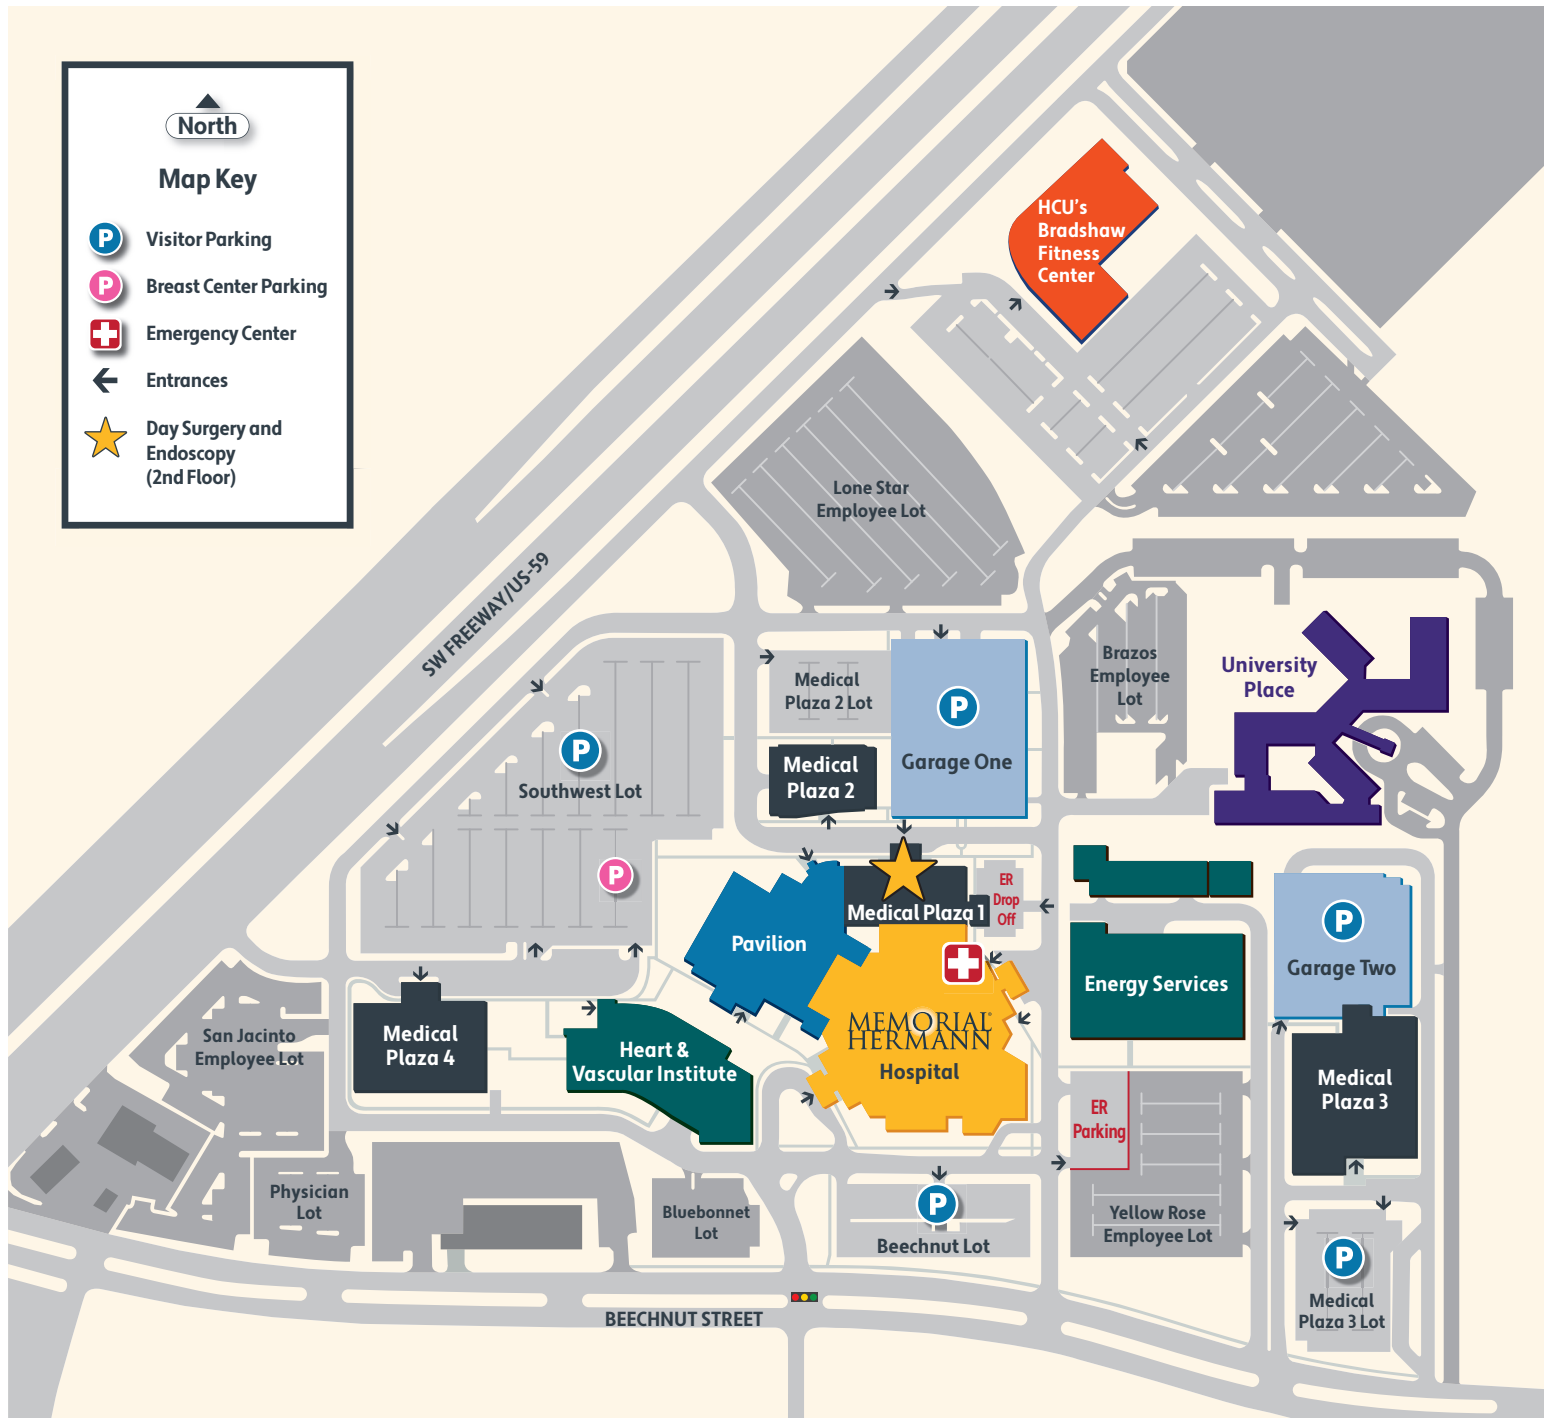 North
Map Key
P
Visitor Parking
P
Breast Center Parking
Emergency Center
Entrances
Day Surgery and
Endoscopy
(2nd Floor)
HCU's
Bradshaw
Fitness
Center
Lone Star
Employee Lot
SW FREEWAY/US-59
Medical
Plaza 2 Lot
P
Garage One
Brazos
Employee
Lot
University
Place
P
Southwest Lot
Medical
Plaza 2
P
ER
Drop
Off
Medical Plaza 1
Pavilion
P
Garage Two
Energy Services
San Jacinto
Employee Lot
Medical
Plaza 4
Heart &
Vascular Institute
MEMORIAL®
HERMANN
Hospital
Medical
Plaza 3
ER
Parking
Physician
Lot
Bluebonnet
Lot
P
Beechnut Lot
Yellow Rose
Employee Lot
P
Medical
Plaza 3 Lot
BEECHNUT STREET